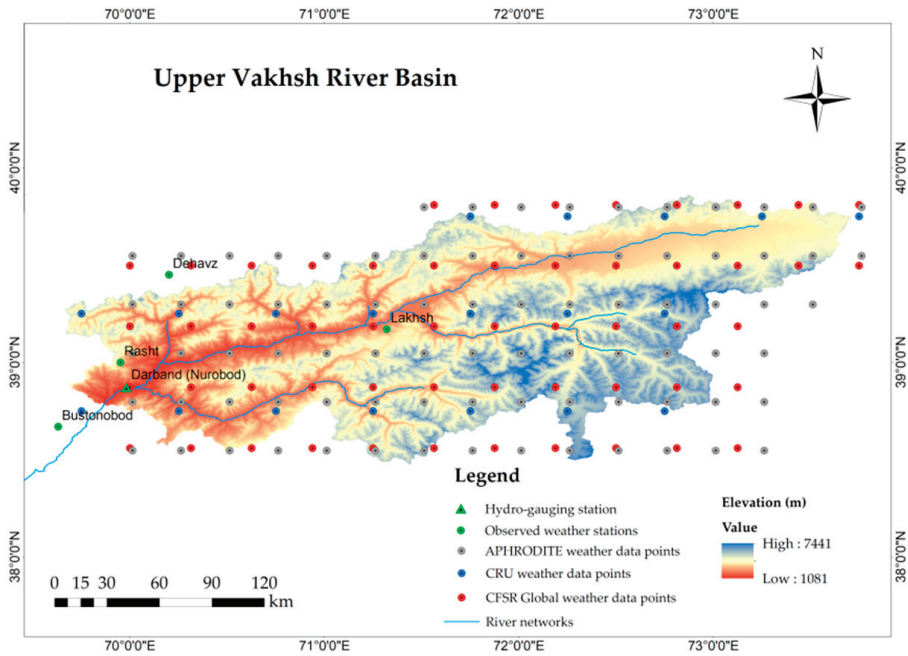 70°0'0"E 71°0'0"E 72°0'0"E 73°0'0"E
Upper Vakhsh River Basin
N
40°0'0"N 40°0'0"N
Dehavz
Lakhsh
Rasht
39°0'0"N 39°0'0"N
Darband (Nurobod)
Bustonobod
Legend
Hydro-gauging station
Observed weather stations
APHRODITE weather data points
CRU weather data points
CFSR Global weather data points
River networks
Elevation (m)
Value
High : 7441
Low : 1081
38°0'0"N 38°0'0"N
0 15 30 60 90 120
km
70°0'0"E 71°0'0"E 72°0'0"E 73°0'0"E